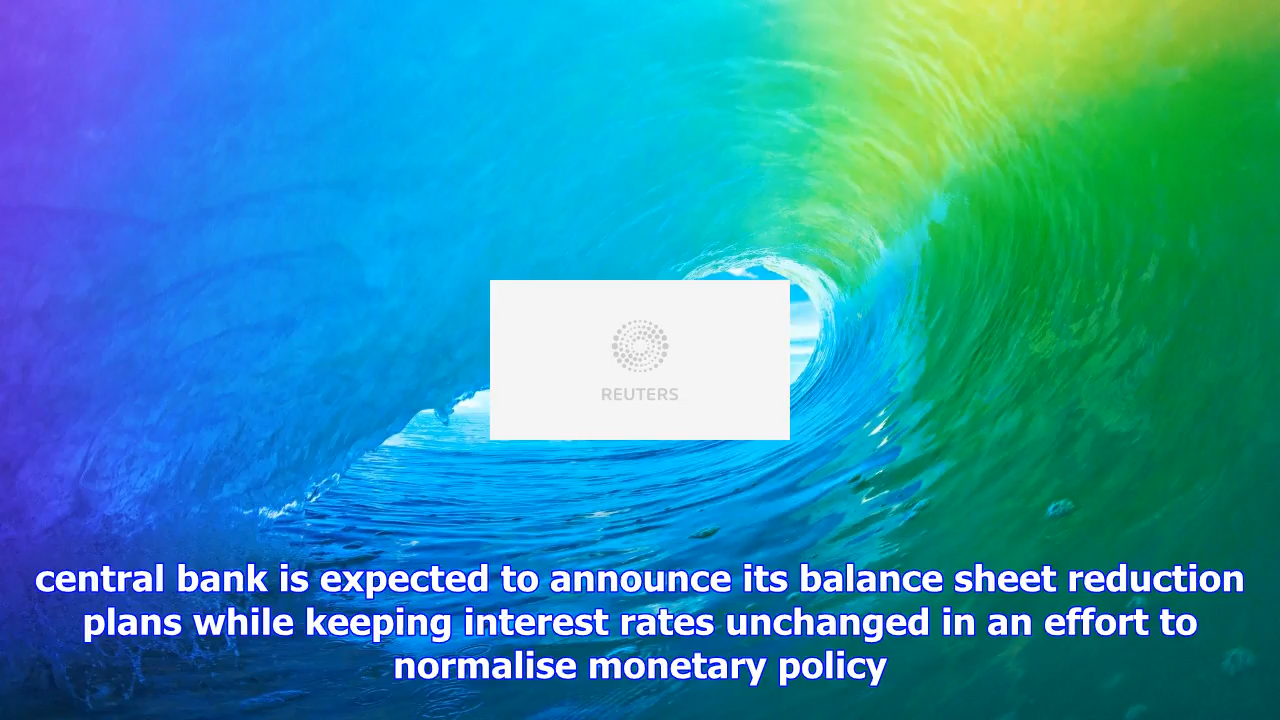 REUTERS
central bank is expected to announce its balance sheet reduction
plans while keeping interest rates unchanged in an effort to
normalise monetary policy